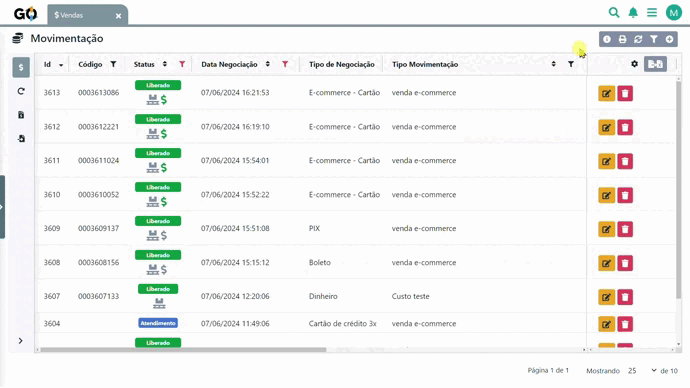 GO
$ Vendas ×
M
Movimentação
Id Código Status Data Negociação Tipo de Negociação Tipo Movimentação
3613 0003613086 Liberado 07/06/2024 16:21:53 E-commerce - Cartão venda e-commerce
3612 0003612221 Liberado 07/06/2024 16:19:10 E-commerce - Cartão venda e-commerce
3611 0003611024 Liberado 07/06/2024 15:54:01 E-commerce - Cartão venda e-commerce
3610 0003610052 Liberado 07/06/2024 15:52:22 E-commerce - Cartão venda e-commerce
3609 0003609137 Liberado 07/06/2024 15:51:08 PIX venda e-commerce
3608 0003608156 Liberado 07/06/2024 15:15:12 Boleto venda e-commerce
3607 0003607133 Liberado 07/06/2024 12:20:06 Dinheiro Custo teste
3604 Atendimento 07/06/2024 11:49:06 Cartão de crédito 3x venda e-commerce
Liberado
Página 1 de 1 Mostrando 25 de 10